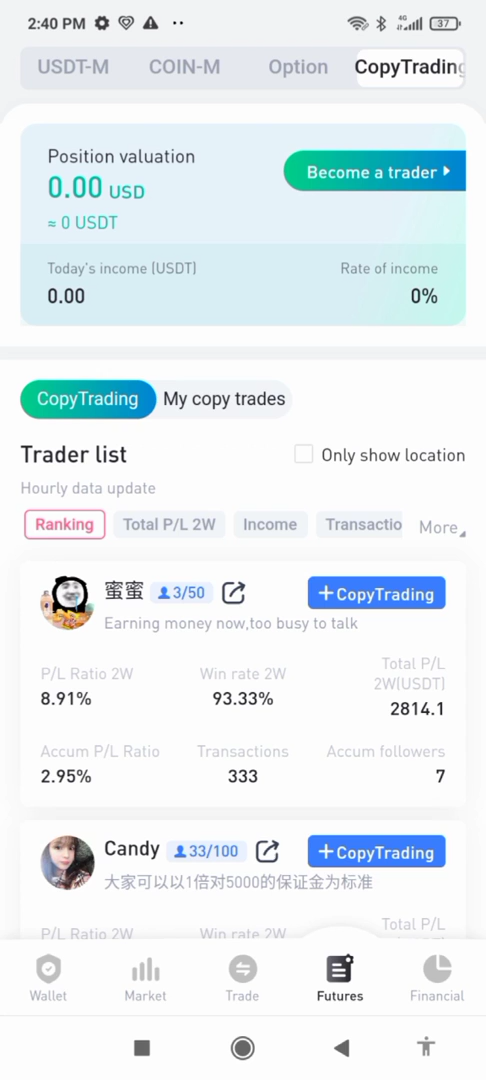 2:40 PM
4G
37
USDT-M COIN-M Option CopyTrading
Position valuation
0.00 USD
Become a trader
≈ 0 USDT
Today's income (USDT) Rate of income
0.00 0%
CopyTrading My copy trades
Trader list Only show location
Hourly data update
Ranking Total P/L 2W Income Transactio More
蜜蜜 3/50 +CopyTrading
Earning money now,too busy to talk
P/L Ratio 2W Win rate 2W Total P/L 2W(USDT)
8.91% 93.33% 2814.1
Accum P/L Ratio Transactions Accum followers
2.95% 333 7
Candy 33/100 +CopyTrading
大家可以以1倍对5000的保证金为标准
P/L Ratio 2W Win rate 2W Total P/L
Wallet Market Trade Futures Financial